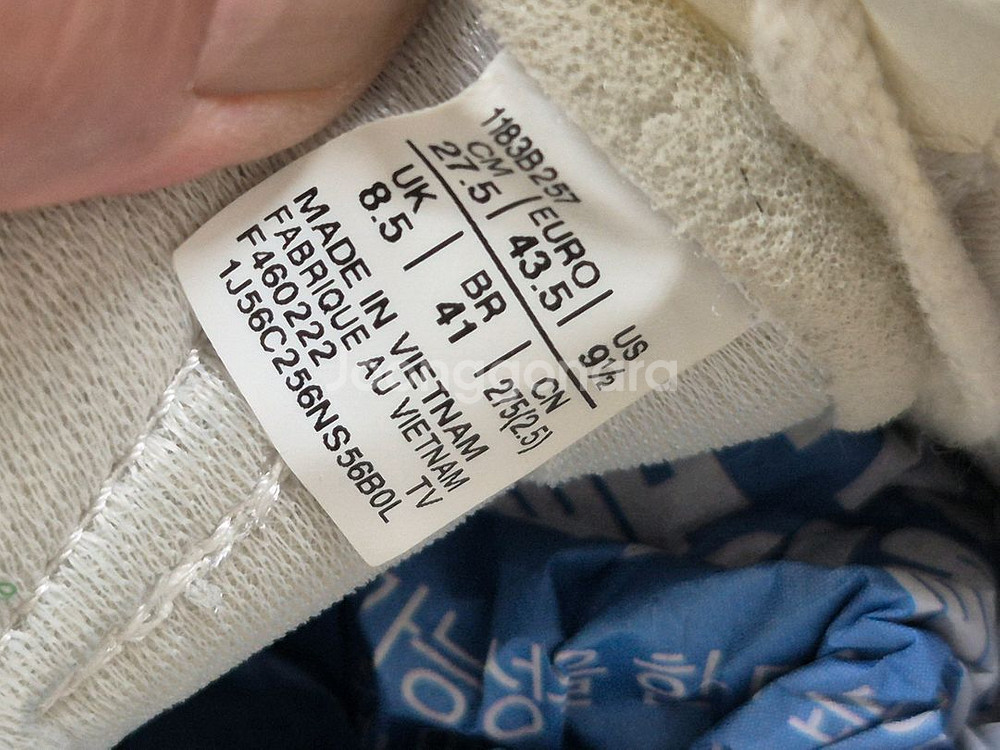 1183B257
CM EURO US
27.5 43.5 9½
UK BR CN
8.5 41 275(2.5)
MADE IN VIETNAM
FABRIQUE AU VIETNAM
F460222 TV
1J56C256NS56B0L
Joonggonara